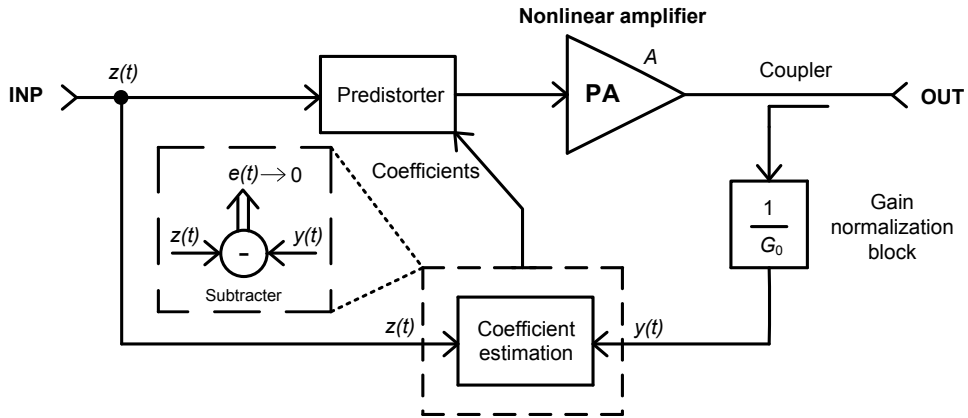 Nonlinear amplifier
z(t)
INP
Predistorter
A
PA
Coupler
OUT
Coefficients
e(t)→0
z(t)
y(t)
-
Subtracter
1
G₀
Gain
normalization
block
z(t)
Coefficient
estimation
y(t)